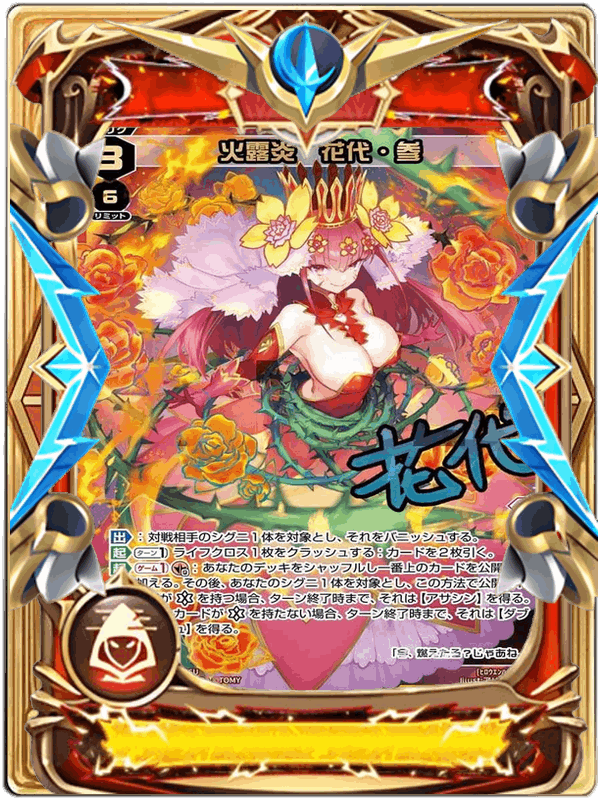 3
火露炎 花代・参
6
リミット
花代
出：対戦相手のシグニ1体を対象とし、それをバニッシュする。
起 ターン1 ライフクロス1枚をクラッシュする：カードを2枚引く。
起 ゲーム1 ：あなたのデッキをシャッフルし一番上のカードを公開
加える。その後、あなたのシグニ1体を対象とし、この方法で公開
が を持つ場合、ターン終了時まで、それは【アサシン】を得る。
カードが を持たない場合、ターン終了時まで、それは【ダブ
】を得る。
TOMY